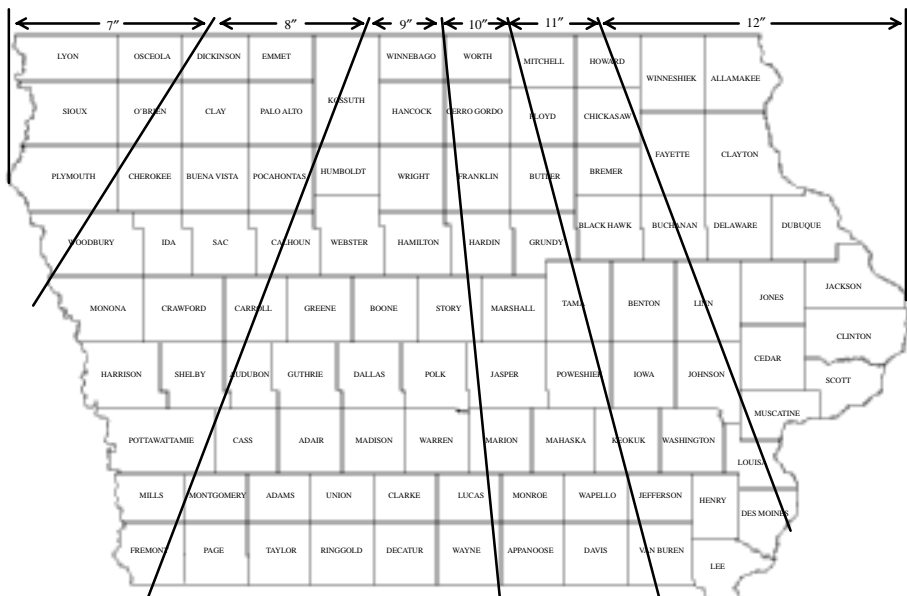 7″ 8″ 9″ 10″ 11″ 12″
LYON OSCEOLA DICKINSON EMMET WINNEBAGO WORTH MITCHELL HOWARD WINNESHIEK ALLAMAKEE
KOSSUTH
SIOUX O'BRIEN CLAY PALO ALTO HANCOCK CERRO GORDO FLOYD CHICKASAW
FAYETTE CLAYTON
PLYMOUTH CHEROKEE BUENA VISTA POCAHONTAS HUMBOLDT WRIGHT FRANKLIN BUTLER BREMER
WOODBURY IDA SAC CALHOUN WEBSTER HAMILTON HARDIN GRUNDY BLACK HAWK BUCHANAN DELAWARE DUBUQUE
MONONA CRAWFORD CARROLL GREENE BOONE STORY MARSHALL TAMA BENTON LINN JONES JACKSON
CLINTON
HARRISON SHELBY AUDUBON GUTHRIE DALLAS POLK JASPER POWESHIEK IOWA JOHNSON CEDAR SCOTT
MUSCATINE
POTTAWATTAMIE CASS ADAIR MADISON WARREN MARION MAHASKA KEOKUK WASHINGTON
LOUISA
MILLS MONTGOMERY ADAMS UNION CLARKE LUCAS MONROE WAPELLO JEFFERSON HENRY
DES MOINES
FREMONT PAGE TAYLOR RINGGOLD DECATUR WAYNE APPANOOSE DAVIS VAN BUREN
LEE